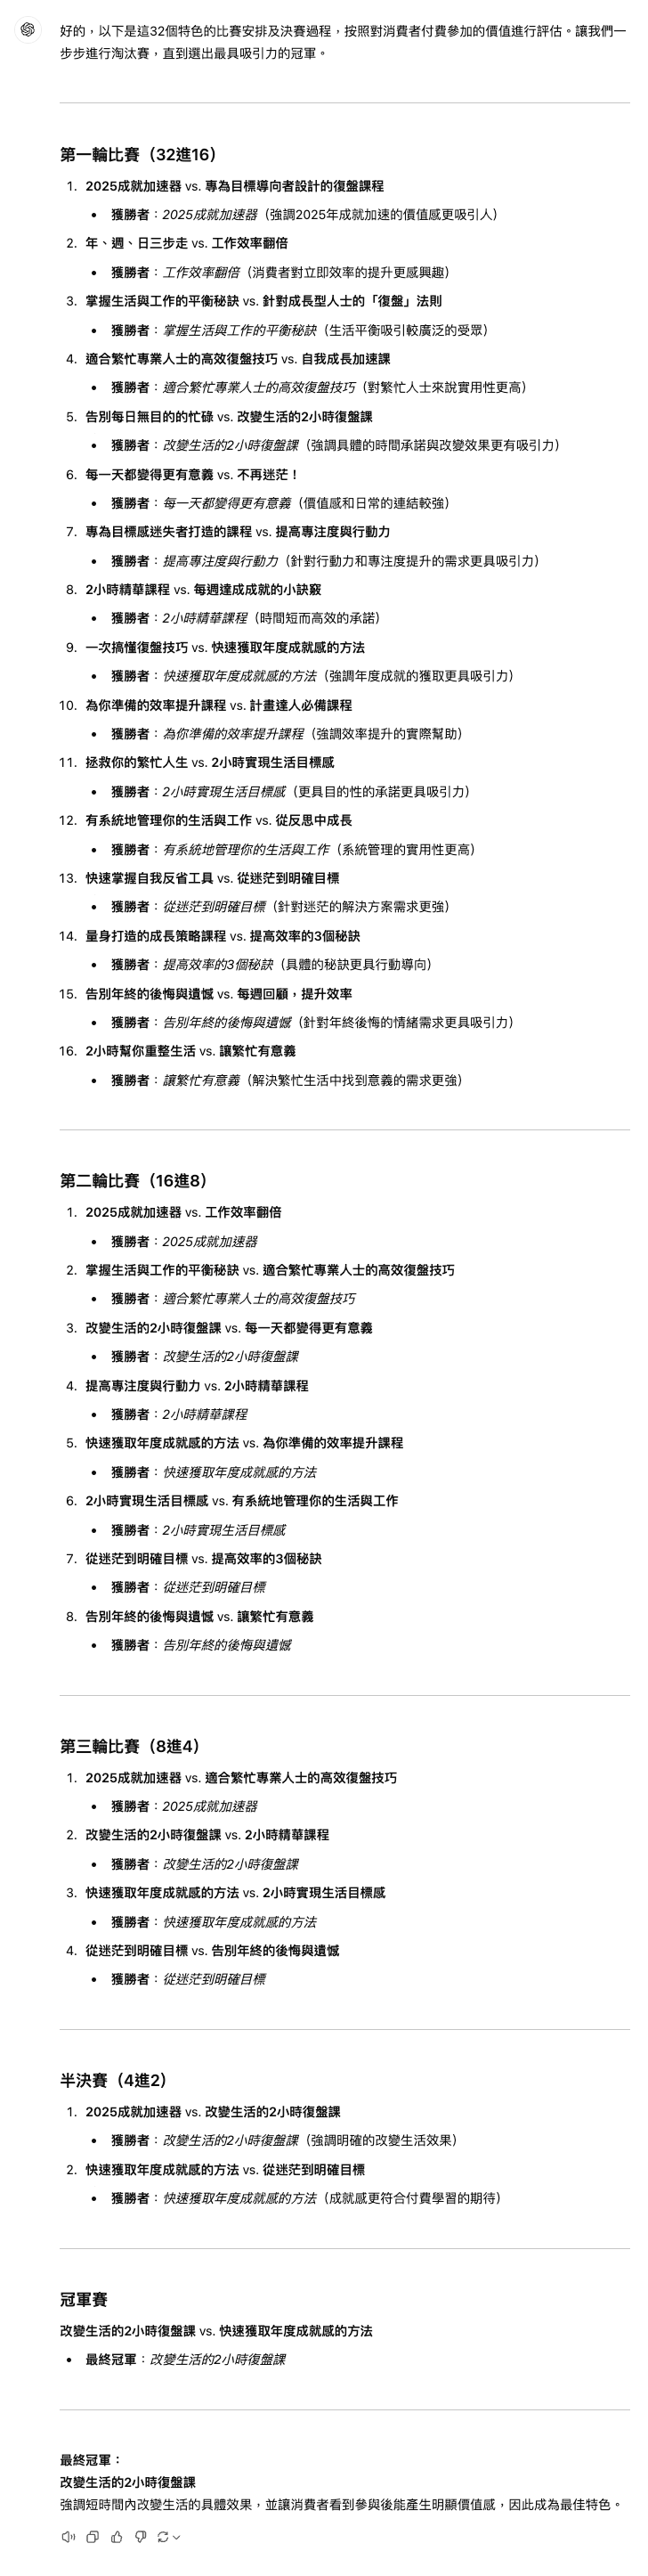 好的，以下是這32個特色的比賽安排及決賽過程，按照對消費者付費參加的價值進行評估。讓我們一
步步進行淘汰賽，直到選出最具吸引力的冠軍。
第一輪比賽（32進16）
1. 2025成就加速器 vs. 專為目標導向者設計的復盤課程
• 獲勝者：2025成就加速器（強調2025年成就加速的價值感更吸引人）
2. 年、週、日三步走 vs. 工作效率翻倍
• 獲勝者：工作效率翻倍（消費者對立即效率的提升更感興趣）
3. 掌握生活與工作的平衡秘訣 vs. 針對成長型人士的「復盤」法則
• 獲勝者：掌握生活與工作的平衡秘訣（生活平衡吸引較廣泛的受眾）
4. 適合繁忙專業人士的高效復盤技巧 vs. 自我成長加速課
• 獲勝者：適合繁忙專業人士的高效復盤技巧（對繁忙人士來說實用性更高）
5. 告別每日無目的的忙碌 vs. 改變生活的2小時復盤課
• 獲勝者：改變生活的2小時復盤課（強調具體的時間承諾與改變效果更有吸引力）
6. 每一天都變得更有意義 vs. 不再迷茫！
• 獲勝者：每一天都變得更有意義（價值感和日常的連結較強）
7. 專為目標感迷失者打造的課程 vs. 提高專注度與行動力
• 獲勝者：提高專注度與行動力（針對行動力和專注度提升的需求更具吸引力）
8. 2小時精華課程 vs. 每週達成成就的小訣竅
• 獲勝者：2小時精華課程（時間短而高效的承諾）
9. 一次搞懂復盤技巧 vs. 快速獲取年度成就感的方法
• 獲勝者：快速獲取年度成就感的方法（強調年度成就的獲取更具吸引力）
10. 為你準備的效率提升課程 vs. 計畫達人必備課程
• 獲勝者：為你準備的效率提升課程（強調效率提升的實際幫助）
11. 拯救你的繁忙人生 vs. 2小時實現生活目標感
• 獲勝者：2小時實現生活目標感（更具目的性的承諾更具吸引力）
12. 有系統地管理你的生活與工作 vs. 從反思中成長
• 獲勝者：有系統地管理你的生活與工作（系統管理的實用性更高）
13. 快速掌握自我反省工具 vs. 從迷茫到明確目標
• 獲勝者：從迷茫到明確目標（針對迷茫的解決方案需求更強）
14. 量身打造的成長策略課程 vs. 提高效率的3個秘訣
• 獲勝者：提高效率的3個秘訣（具體的秘訣更具行動導向）
15. 告別年終的後悔與遺憾 vs. 每週回顧，提升效率
• 獲勝者：告別年終的後悔與遺憾（針對年終後悔的情緒需求更具吸引力）
16. 2小時幫你重整生活 vs. 讓繁忙有意義
• 獲勝者：讓繁忙有意義（解決繁忙生活中找到意義的需求更強）
第二輪比賽（16進8）
1. 2025成就加速器 vs. 工作效率翻倍
• 獲勝者：2025成就加速器
2. 掌握生活與工作的平衡秘訣 vs. 適合繁忙專業人士的高效復盤技巧
• 獲勝者：適合繁忙專業人士的高效復盤技巧
3. 改變生活的2小時復盤課 vs. 每一天都變得更有意義
• 獲勝者：改變生活的2小時復盤課
4. 提高專注度與行動力 vs. 2小時精華課程
• 獲勝者：2小時精華課程
5. 快速獲取年度成就感的方法 vs. 為你準備的效率提升課程
• 獲勝者：快速獲取年度成就感的方法
6. 2小時實現生活目標感 vs. 有系統地管理你的生活與工作
• 獲勝者：2小時實現生活目標感
7. 從迷茫到明確目標 vs. 提高效率的3個秘訣
• 獲勝者：從迷茫到明確目標
8. 告別年終的後悔與遺憾 vs. 讓繁忙有意義
• 獲勝者：告別年終的後悔與遺憾
第三輪比賽（8進4）
1. 2025成就加速器 vs. 適合繁忙專業人士的高效復盤技巧
• 獲勝者：2025成就加速器
2. 改變生活的2小時復盤課 vs. 2小時精華課程
• 獲勝者：改變生活的2小時復盤課
3. 快速獲取年度成就感的方法 vs. 2小時實現生活目標感
• 獲勝者：快速獲取年度成就感的方法
4. 從迷茫到明確目標 vs. 告別年終的後悔與遺憾
• 獲勝者：從迷茫到明確目標
半決賽（4進2）
1. 2025成就加速器 vs. 改變生活的2小時復盤課
• 獲勝者：改變生活的2小時復盤課（強調明確的改變生活效果）
2. 快速獲取年度成就感的方法 vs. 從迷茫到明確目標
• 獲勝者：快速獲取年度成就感的方法（成就感更符合付費學習的期待）
冠軍賽
改變生活的2小時復盤課 vs. 快速獲取年度成就感的方法
• 最終冠軍：改變生活的2小時復盤課
最終冠軍：
改變生活的2小時復盤課
強調短時間內改變生活的具體效果，並讓消費者看到參與後能產生明顯價值感，因此成為最佳特色。